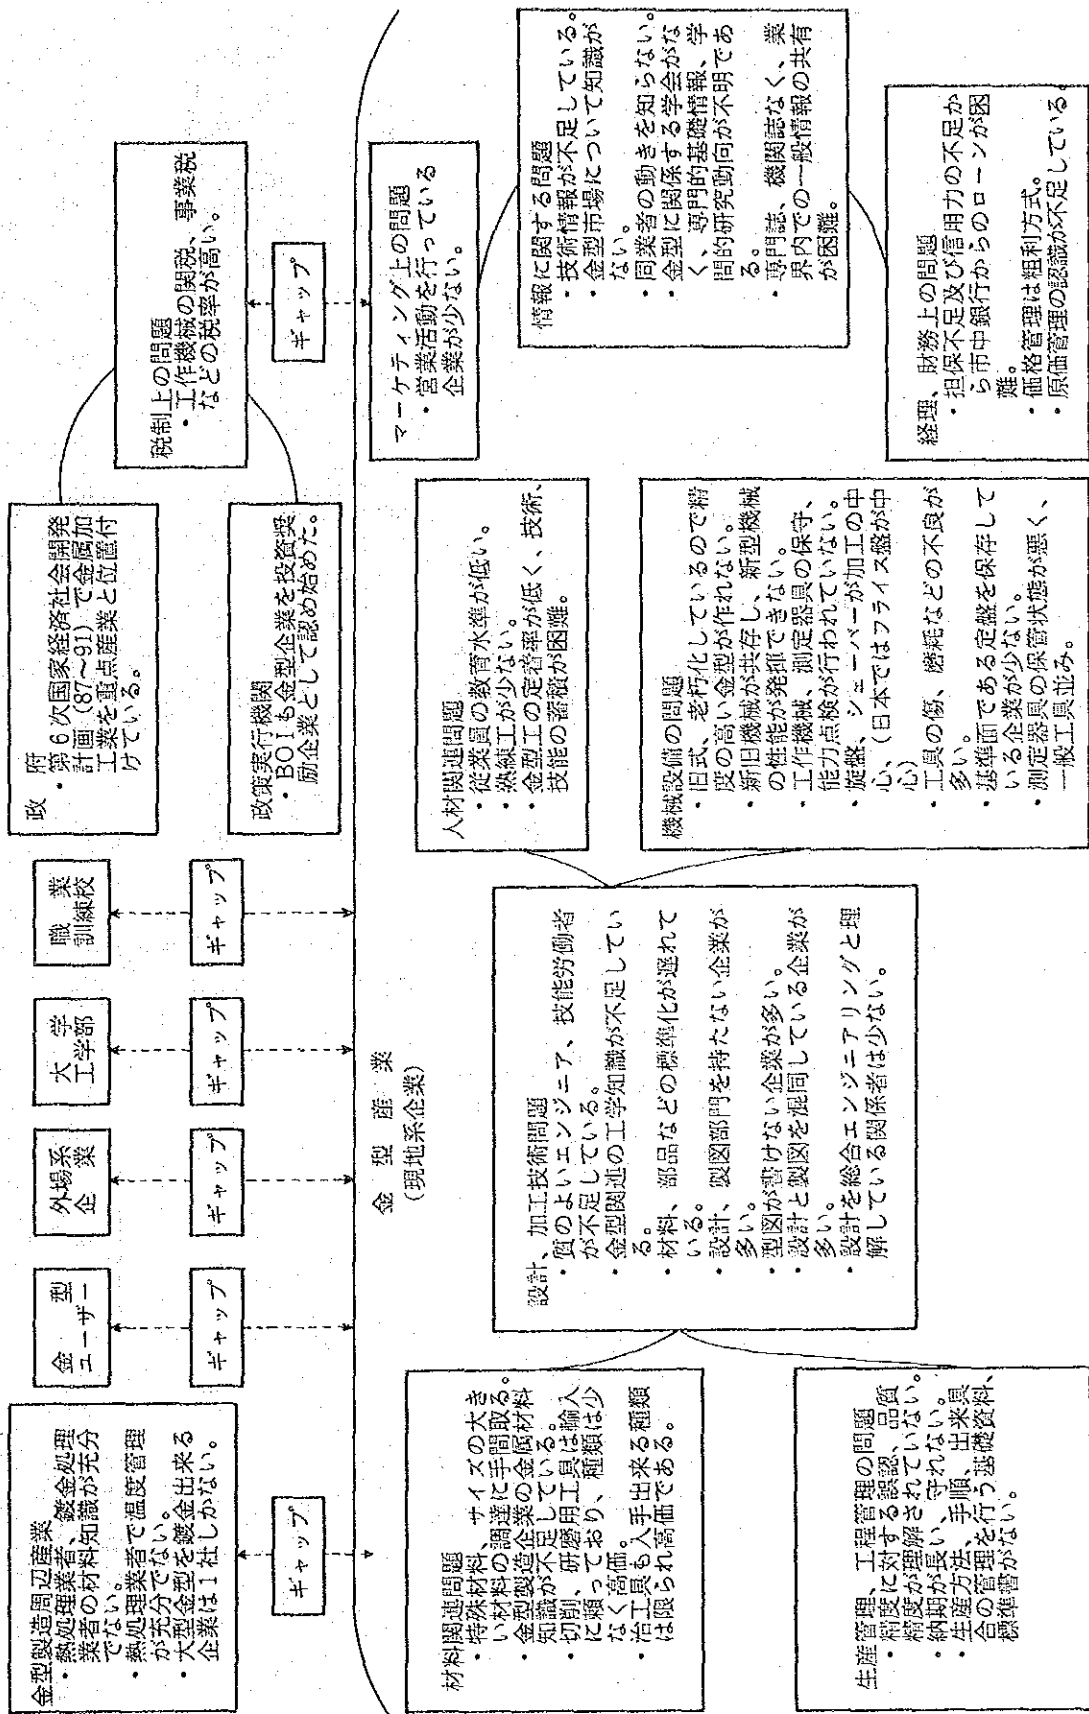 金型製造周辺産業
・熱処理業者、鍍金処理
業者の材料知識が充分
でない。
・熱処理業者で温度管理
が充分でない。
・大型金型を鍍金出来る
企業は1社しかない。
金型
ユーザー
外場系
企業
大学
工学部
職業
訓練校
政府
・第6次国家経済社会開発
計画(87~91)で金属加
工業を重点産業と位置付
けている。
政策実行機関
・BOIも金型企業を投資奨
励企業として認め始めた。
税制上の問題
・工作機械の関税、事業税
などの税率が高い。
ギャップ
ギャップ
ギャップ
ギャップ
ギャップ
ギャップ
金型産業
(現地系企業)
材料関連問題
・特殊材料、サイズの大き
い材料の調達に手間取る。
・金型製造企業の金属材料
知識が不足している。
・切削、研磨用工具は輸入
に頼っており、種類は少
なく高価。
・治工具も入手出来る種類
は限られ高価である。
生産管理、工程管理の問題
・精度に対する誤認、品質
精度が理解されていない。
・納期が長い、守れない。
・生産方法、手順、出来具
合の管理を行う基礎資料、
標準書がない。
設計、加工技術問題
・質のよいエンジニア、技能労働者
が不足している。
・金型関連の工学知識が不足してい
る。
・材料、部品などの標準化が遅れて
いる。
・設計、製図部門を持たない企業が
多い。
・型図が書けない企業が多い。
・設計と製図を混同している企業が
多い。
・設計を総合エンジニアリングと理
解している関係者は少ない。
人材関連問題
・従業員の教育水準が低い。
・熟練工が少ない。
・金型工の定着率が低く、技術、
技能の蓄積が困難。
機械設備の問題
・旧式、老朽化しているので精
度の高い金型が作れない。
・新旧機械が共存し、新型機械
の性能が発揮できない。
・工作機械、測定器具の保守、
能力点検が行われていない。
・旋盤、シェーパーが加工の中
心、(日本ではフライス盤が中
心)
・工具の傷、磨耗などの不良が
多い。
・基準面である定盤を保存して
いる企業が少ない。
・測定器具の保管状態が悪く、
一般工具並み。
マーケティング上の問題
・営業活動を行っている
企業が少ない。
情報に関する問題
・技術情報が不足している。
・金型市場について知識が
ない。
・同業者の動きを知らない。
・金型に関係する学会がな
く、専門的基礎情報、学
問的研究動向が不明であ
る。
・専門誌、機関誌なく、業
界内での一般情報の共有
が困難。
経理、財務上の問題
・担保不足及び信用力の不足か
ら市中銀行からのローンが困
難。
・価格管理は粗利方式。
・原価管理の認識が不足している。